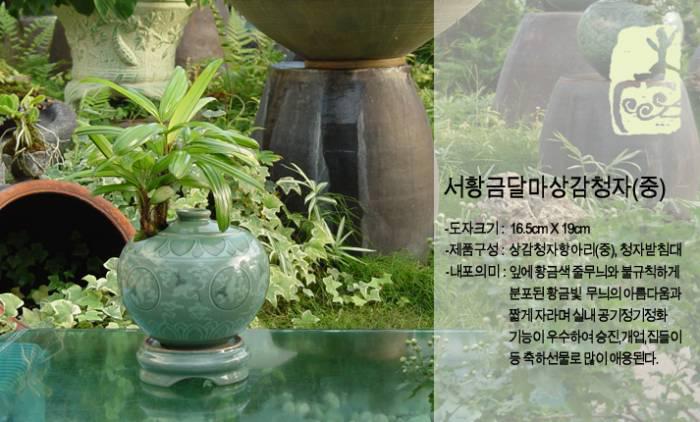 서황금달마상감청자(중)
-도자크기 : 16.5cm X 19cm
-제품구성 : 상감청자항아리(중), 청자받침대
-내포의미 : 잎에 황금색 줄무늬와 불규칙하게
분포된 황금빛 무늬의 아름다움과
짧게 자라며 실내 공기정기정화
기능이 우수하여 승진,개업,집들이
등 축하선물로 많이 애용된다.